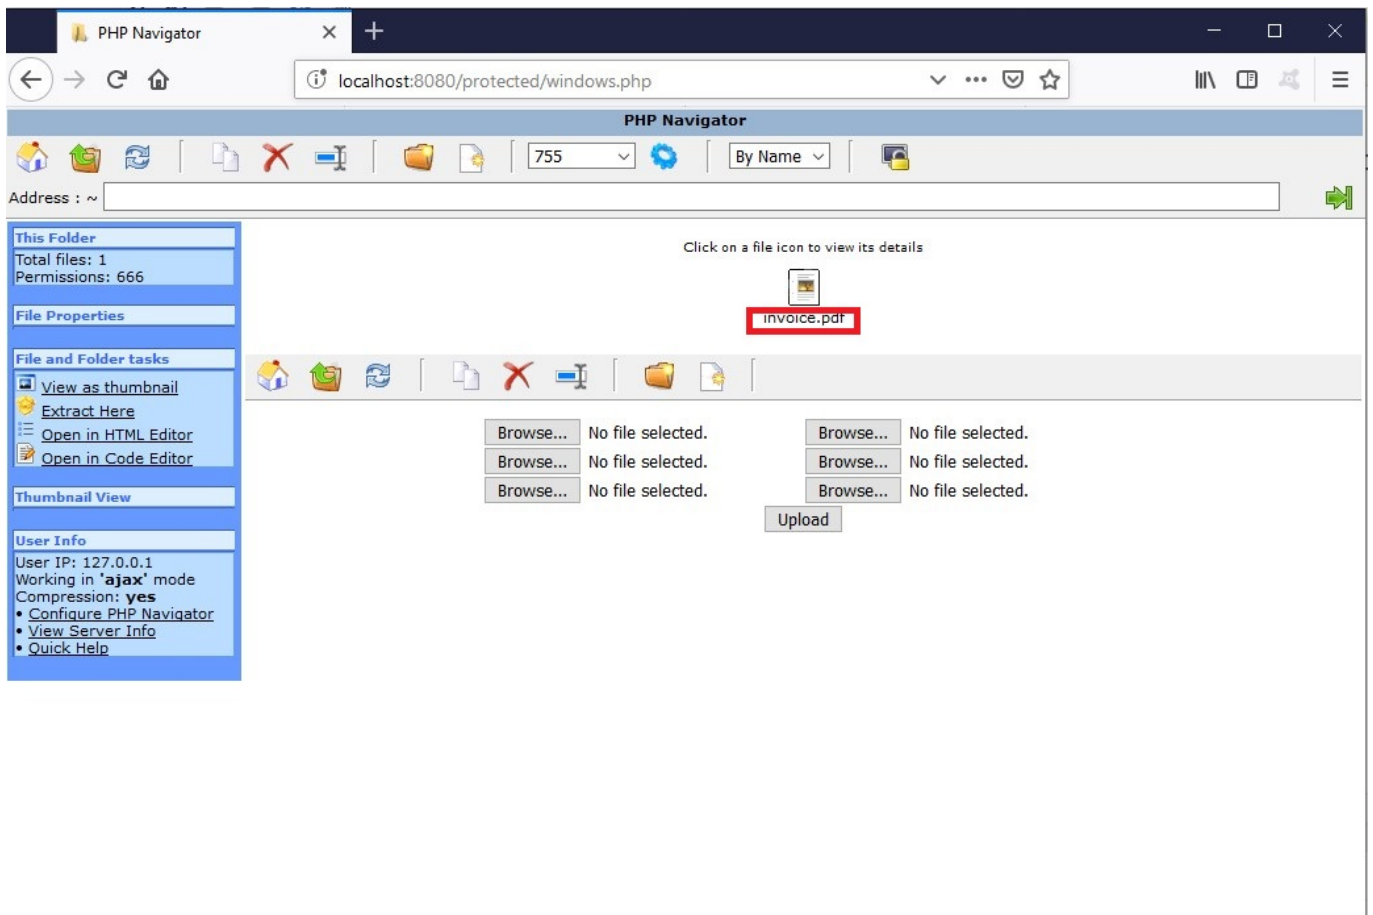 PHP Navigator
localhost:8080/protected/windows.php
PHP Navigator
755
By Name
Address : ~
This Folder
Total files: 1
Permissions: 666
File Properties
File and Folder tasks
View as thumbnail
Extract Here
Open in HTML Editor
Open in Code Editor
Thumbnail View
User Info
User IP: 127.0.0.1
Working in 'ajax' mode
Compression: yes
• Configure PHP Navigator
• View Server Info
• Quick Help
Click on a file icon to view its details
invoice.pdf
Browse... No file selected. Browse... No file selected.
Browse... No file selected. Browse... No file selected.
Browse... No file selected. Browse... No file selected.
Upload